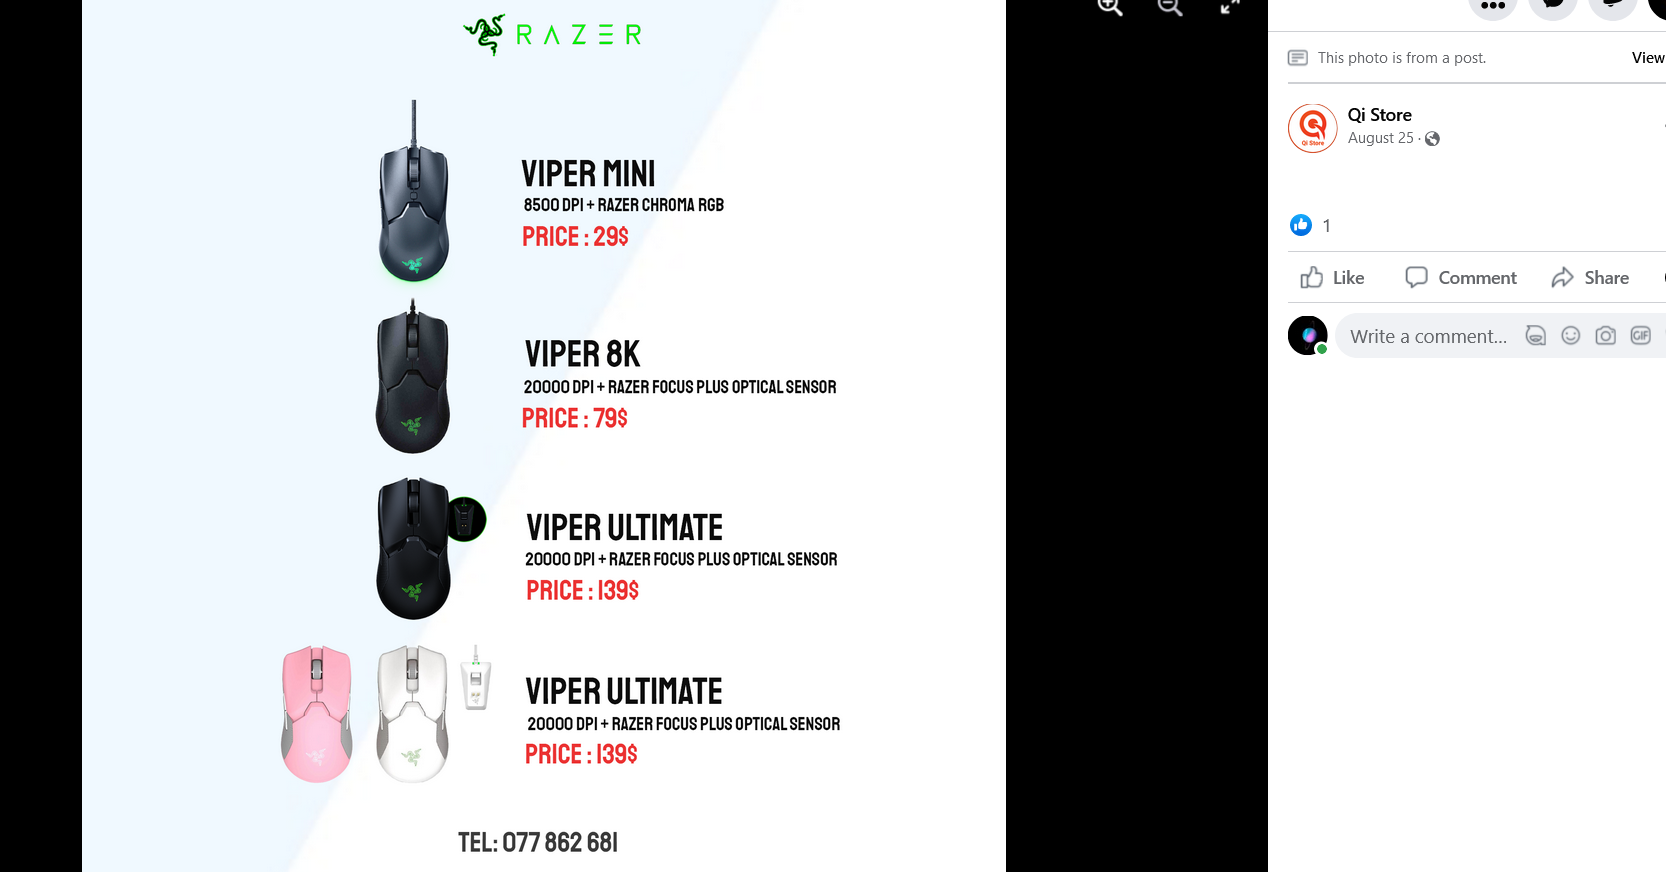 RAZER
VIPER MINI
8500 DPI + RAZER CHROMA RGB
PRICE : 29$
VIPER 8K
20000 DPI + RAZER FOCUS PLUS OPTICAL SENSOR
PRICE : 79$
VIPER ULTIMATE
20000 DPI + RAZER FOCUS PLUS OPTICAL SENSOR
PRICE : 139$
VIPER ULTIMATE
20000 DPI + RAZER FOCUS PLUS OPTICAL SENSOR
PRICE : 139$
TEL: 077 862 681
This photo is from a post.
View
Qi Store
Qi Store
August 25 ·
1
Like
Comment
Share
Write a comment...
GIF